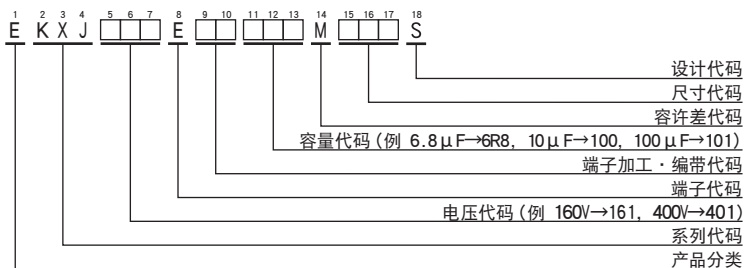 1 2 3 4 5 6 7 8 9 10 11 12 13 14 15 16 17 18
E K X J □□□ E □□ □□□ M □□□ S
设计代码
尺寸代码
容许差代码
容量代码(例 6.8μF→6R8, 10μF→100, 100μF→101)
端子加工·编带代码
端子代码
电压代码(例 160V→161, 400V→401)
系列代码
产品分类